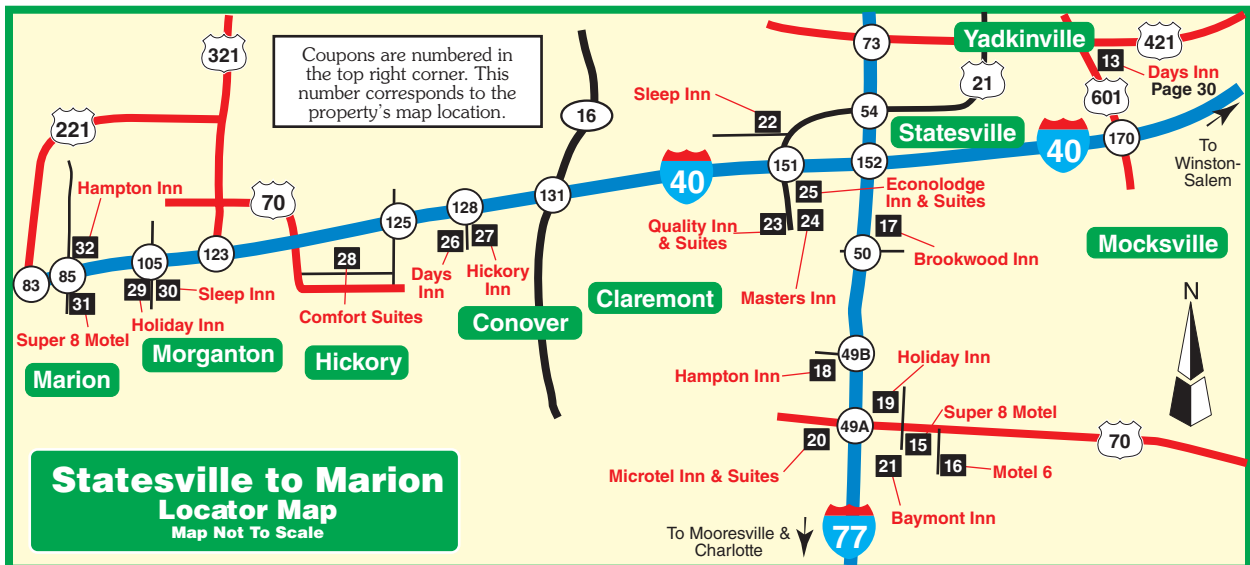 321
221
70
Coupons are numbered in
the top right corner. This
number corresponds to the
property's map location.
16
73
Yadkinville
421
21
13
Days Inn
Page 30
601
Sleep Inn
22
54
Statesville
40
170
To
Winston-
Salem
151
152
40
25
Econolodge
Inn & Suites
Quality Inn
& Suites
23
24
17
50
Brookwood Inn
Mocksville
Masters Inn
131
128
125
123
105
85
83
Hampton Inn
32
31
Super 8 Motel
29
30
Sleep Inn
Holiday Inn
28
Comfort Suites
26
27
Days
Inn
Hickory
Inn
Claremont
Conover
Hickory
Morganton
Marion
N
49B
Hampton Inn
18
Holiday Inn
19
Super 8 Motel
49A
20
15
70
Microtel Inn & Suites
21
16
Motel 6
Baymont Inn
To Mooresville &
Charlotte
77
Statesville to Marion
Locator Map
Map Not To Scale